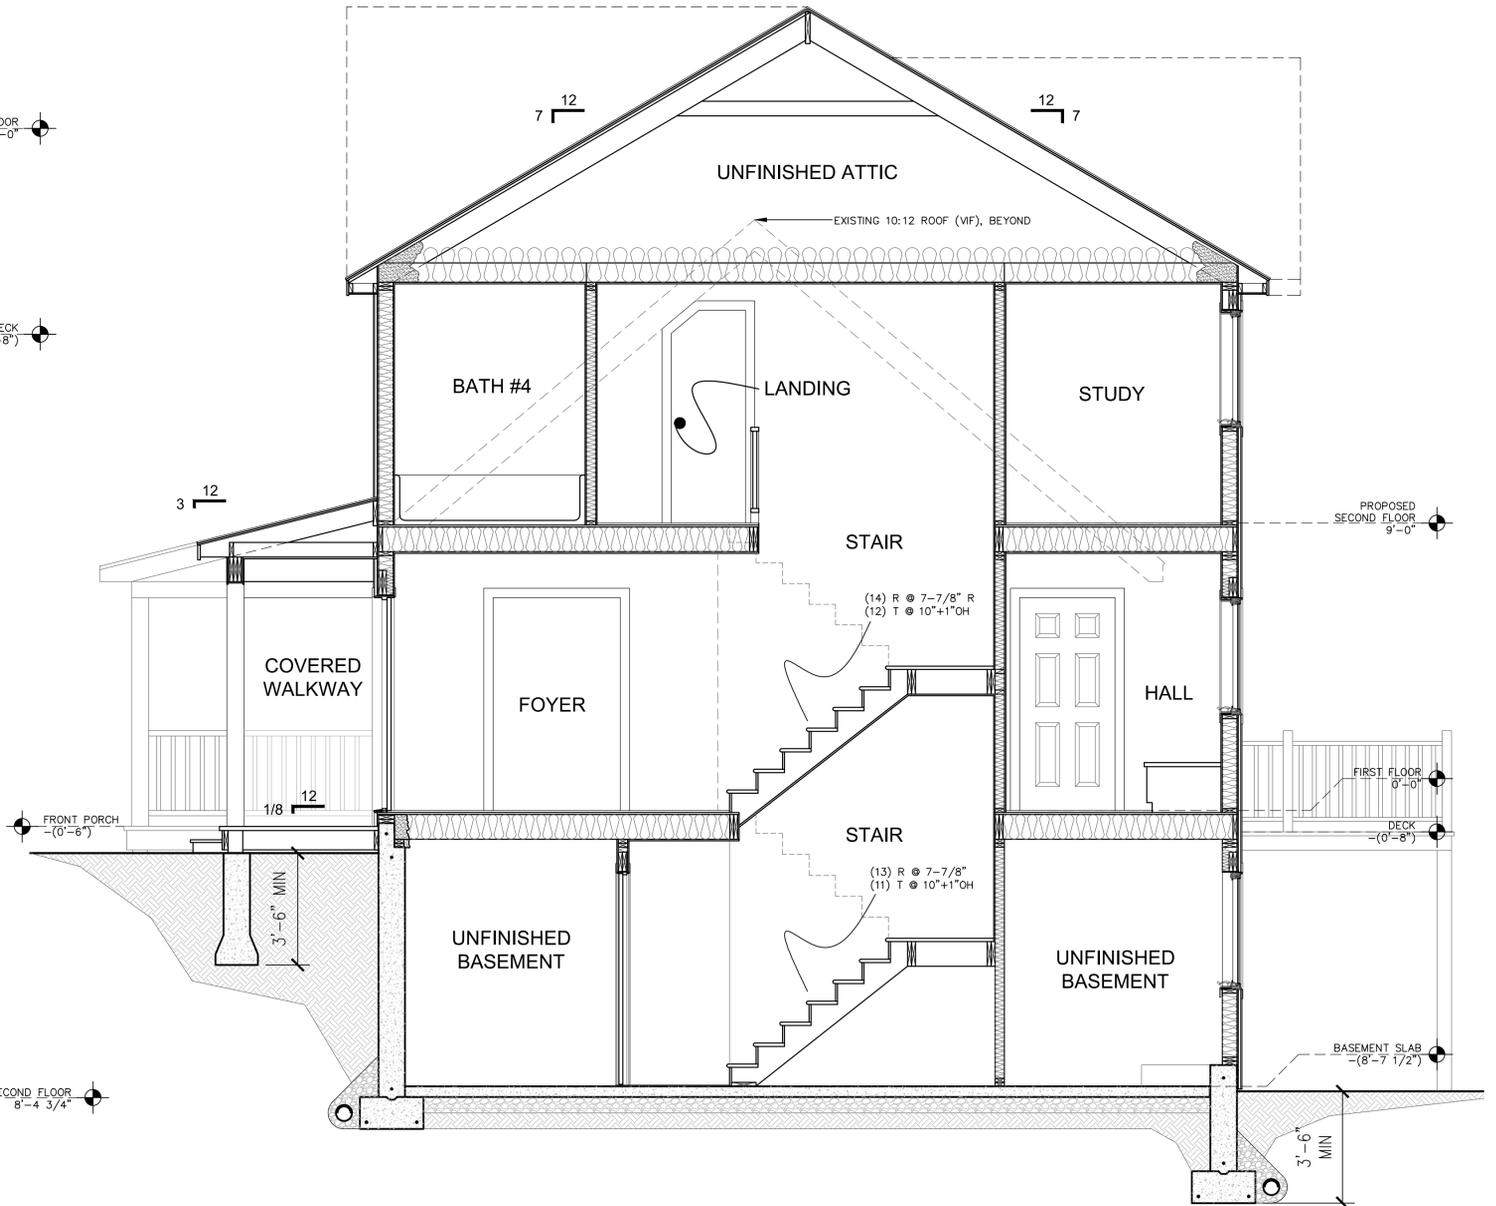 12
7
12
7
UNFINISHED ATTIC
EXISTING 10:12 ROOF (VIF), BEYOND
BATH #4
LANDING
STUDY
12
3
STAIR
PROPOSED
SECOND FLOOR
9'-0"
(14) R @ 7-7/8" R
(12) T @ 10"+1"OH
COVERED
WALKWAY
FOYER
HALL
FIRST FLOOR
0'-0"
12
1/8
FRONT PORCH
-(0'-6")
STAIR
DECK
-(0'-8")
(13) R @ 7-7/8"
(11) T @ 10"+1"OH
3'-6" MIN
UNFINISHED
BASEMENT
UNFINISHED
BASEMENT
BASEMENT SLAB
-(8'-7 1/2")
FLOOR
8'-4 3/4"
3'-6"
MIN